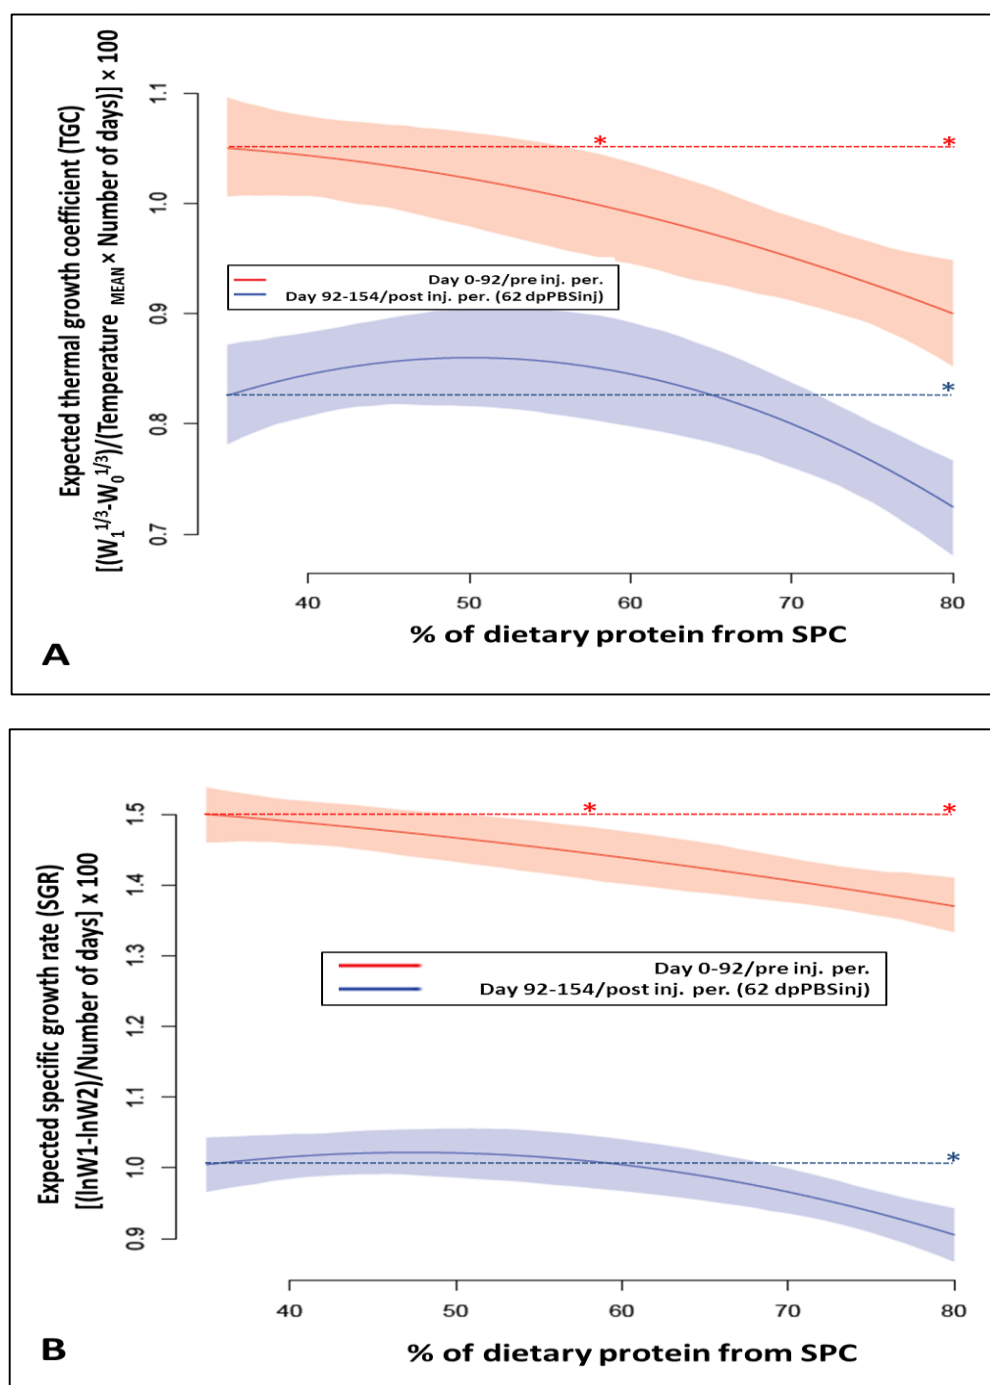 Expected thermal growth coefficient (TGC)
[(W₁^1/3-W₀^1/3)/(Temperature MEAN × Number of days)] × 100
1.1
1.0
0.9
0.8
0.7
*
*
Day 0-92/pre inj. per.
Day 92-154/post inj. per. (62 dpPBSinj)
*
40 50 60 70 80
% of dietary protein from SPC
A
Expected specific growth rate (SGR)
[(lnW1-lnW2)/Number of days] x 100
1.5
1.4
1.3
1.2
1.1
1.0
0.9
*
*
Day 0-92/pre inj. per.
Day 92-154/post inj. per. (62 dpPBSinj)
*
40 50 60 70 80
% of dietary protein from SPC
B